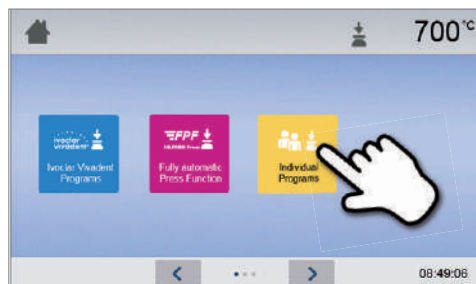 700°C
ivoclar
vivadent
Ivoclar Vivadent
Programs
FPF
Fully automatic
Press Function
Individual
Programs
08:49:06